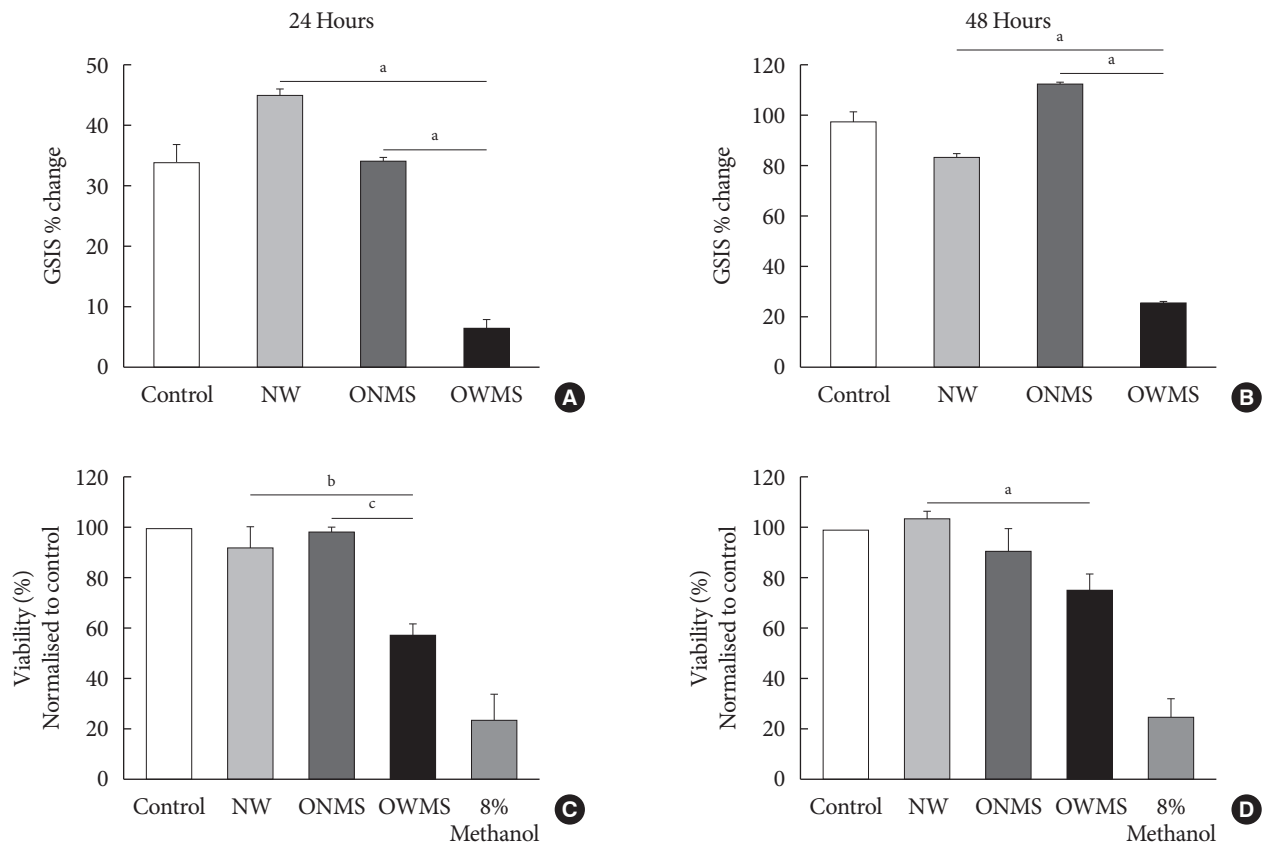 24 Hours
48 Hours
a
a
GSIS % change
50
40
30
20
10
0
Control NW ONMS OWMS
A
a
a
GSIS % change
120
100
80
60
40
20
0
Control NW ONMS OWMS
B
b
c
Viability (%)
Normalised to control
120
100
80
60
40
20
0
Control NW ONMS OWMS 8%
Methanol
C
a
Viability (%)
Normalised to control
120
100
80
60
40
20
0
Control NW ONMS OWMS 8%
Methanol
D